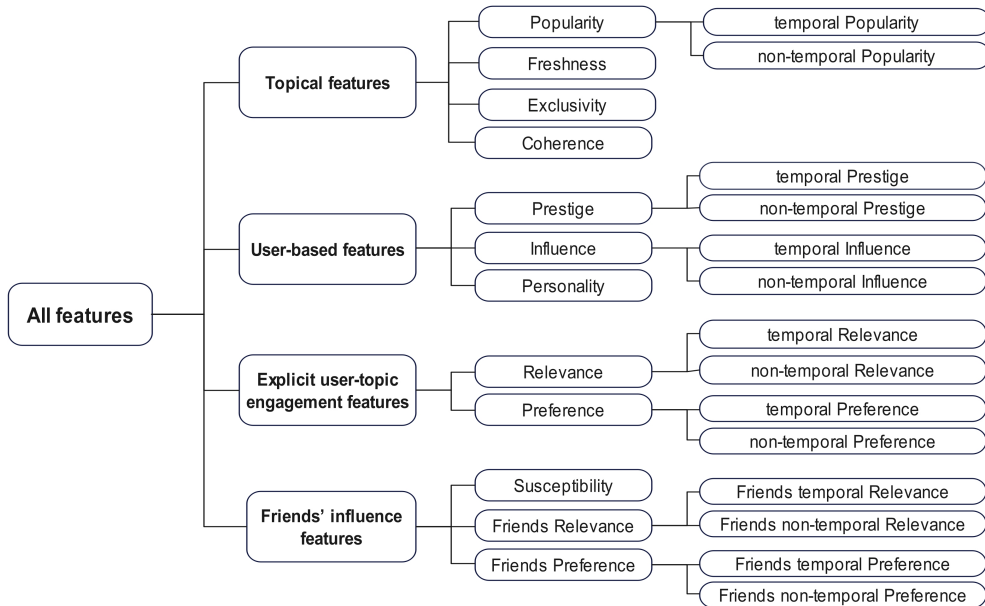 All features
Topical features
Popularity
temporal Popularity
non-temporal Popularity
Freshness
Exclusivity
Coherence
User-based features
Prestige
temporal Prestige
non-temporal Prestige
Influence
temporal Influence
non-temporal Influence
Personality
Explicit user-topic
engagement features
Relevance
temporal Relevance
non-temporal Relevance
Preference
temporal Preference
non-temporal Preference
Friends’ influence
features
Susceptibility
Friends Relevance
Friends temporal Relevance
Friends non-temporal Relevance
Friends Preference
Friends temporal Preference
Friends non-temporal Preference